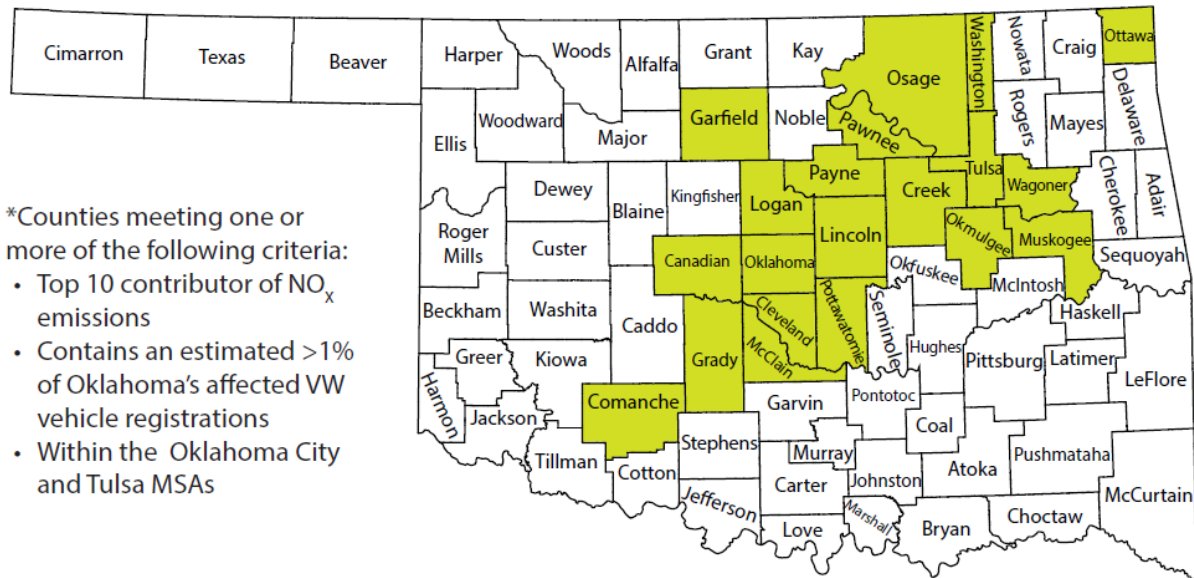 Cimarron
Texas
Beaver
Harper
Woods
Alfalfa
Grant
Kay
Osage
Washington
Nowata
Craig
Ottawa
Ellis
Woodward
Major
Garfield
Noble
Pawnee
Rogers
Mayes
Delaware
Dewey
Blaine
Kingfisher
Logan
Payne
Creek
Tulsa
Wagoner
Cherokee
Adair
Roger
Mills
Custer
Canadian
Oklahoma
Lincoln
Okmulgee
Muskogee
Okfuskee
McIntosh
Sequoyah
Beckham
Washita
Caddo
Grady
Cleveland
McClain
Pottawatomie
Seminole
Hughes
Pittsburg
Haskell
Latimer
LeFlore
Greer
Kiowa
Harmon
Jackson
Comanche
Tillman
Cotton
Stephens
Garvin
Pontotoc
Coal
Murray
Johnston
Atoka
Pushmataha
McCurtain
Jefferson
Carter
Love
Marshall
Bryan
Choctaw
*Counties meeting one or
more of the following criteria:
• Top 10 contributor of NOx
emissions
• Contains an estimated >1%
of Oklahoma's affected VW
vehicle registrations
• Within the Oklahoma City
and Tulsa MSAs